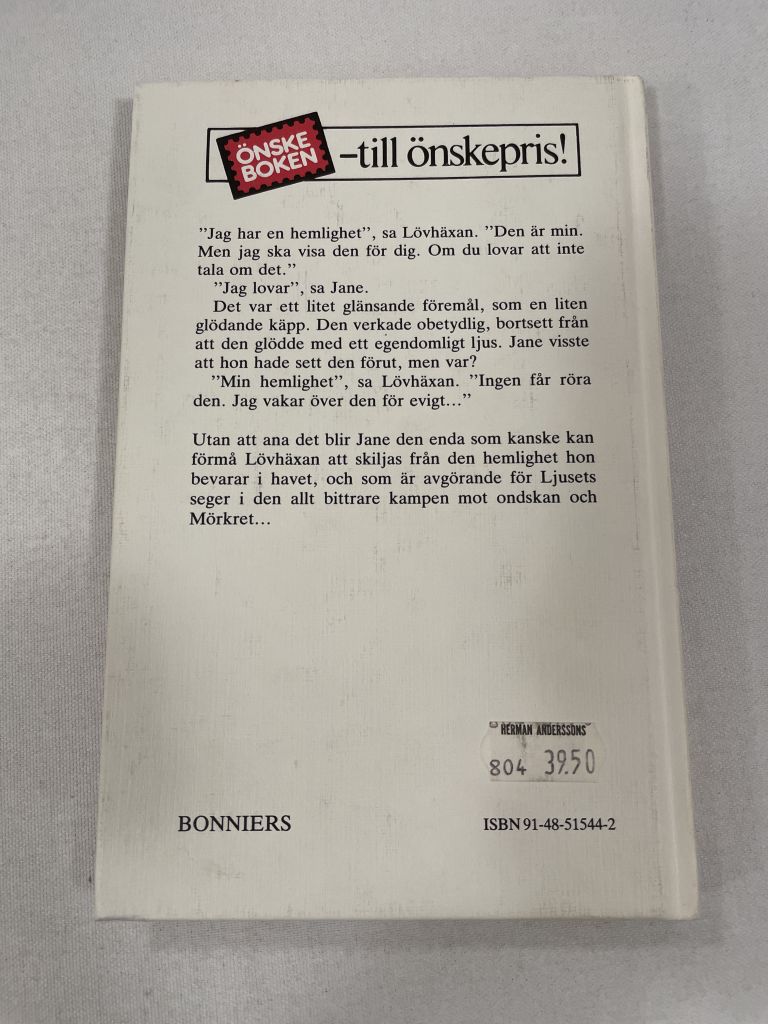 ÖNSKE
BOKEN
–till önskepris!
”Jag har en hemlighet”, sa Lövhäxan. ”Den är min.
Men jag ska visa den för dig. Om du lovar att inte
tala om det.”
”Jag lovar”, sa Jane.
Det var ett litet glänsande föremål, som en liten
glödande käpp. Den verkade obetydlig, bortsett från
att den glödde med ett egendomligt ljus. Jane visste
att hon hade sett den förut, men var?
”Min hemlighet”, sa Lövhäxan. ”Ingen får röra
den. Jag vakar över den för evigt...”
Utan att ana det blir Jane den enda som kanske kan
förmå Lövhäxan att skiljas från den hemlighet hon
bevarar i havet, och som är avgörande för Ljusets
seger i den allt bittrare kampen mot ondskan och
Mörkret...
HERMAN ANDERSSONS
804 39.50
BONNIERS
ISBN 91-48-51544-2